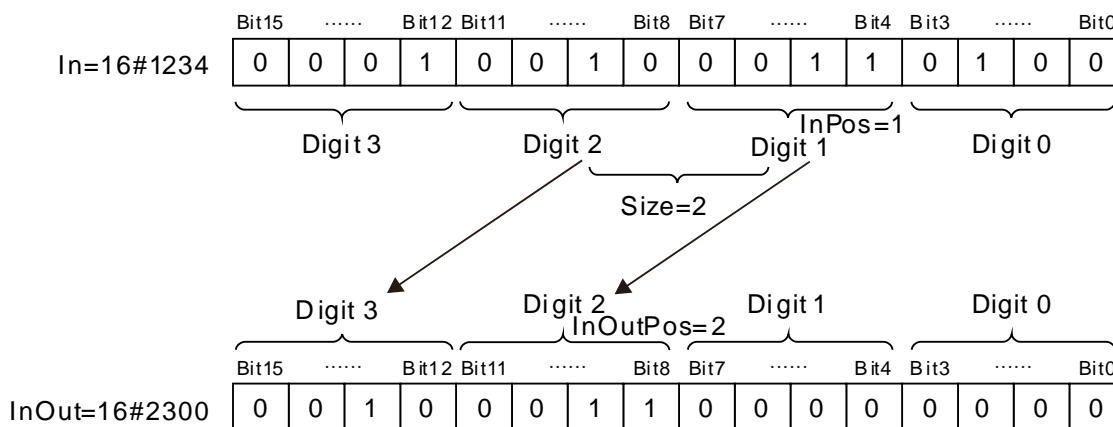 Bit15 ...... Bit12 Bit11 ...... Bit8 Bit7 ...... Bit4 Bit3 ...... Bit0
In=16#1234 0 0 0 1 0 0 1 0 0 0 1 1 0 1 0 0
InPos=1
Digit 3 Digit 2 Digit 1 Digit 0
Size=2
Digit 3 Digit 2 Digit 1 Digit 0
InOutPos=2
Bit15 ...... Bit12 Bit11 ...... Bit8 Bit7 ...... Bit4 Bit3 ...... Bit0
InOut=16#2300 0 0 1 0 0 0 1 1 0 0 0 0 0 0 0 0